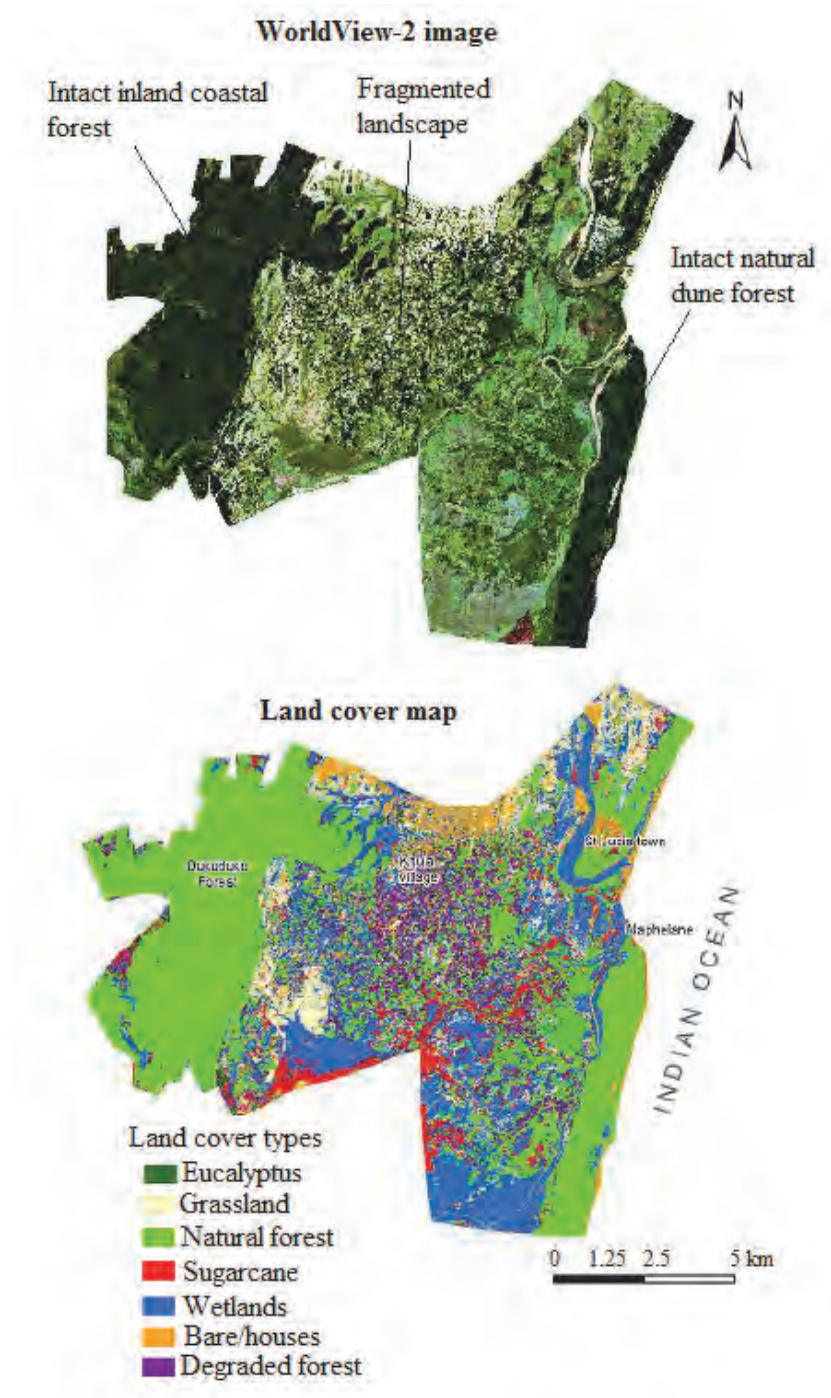 WorldView-2 image
Intact inland coastal
forest
Fragmented
landscape
N
Intact natural
dune forest
Land cover map
Dukuduku
Forest
village
St Lucia town
Maphelane
INDIAN OCEAN
Land cover types
Eucalyptus
Grassland
Natural forest
Sugarcane
Wetlands
Bare/houses
Degraded forest
0 1.25 2.5 5 km